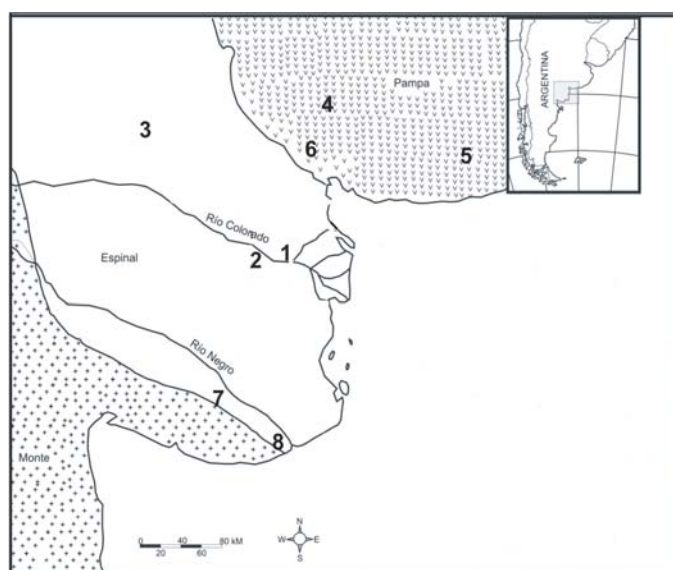 Pampa
ARGENTINA
4
3
6
5
Río Colorado
1
2
Espinal
Río Negro
7
8
Monte
0 40 80 kM
20 60
N
W E
S